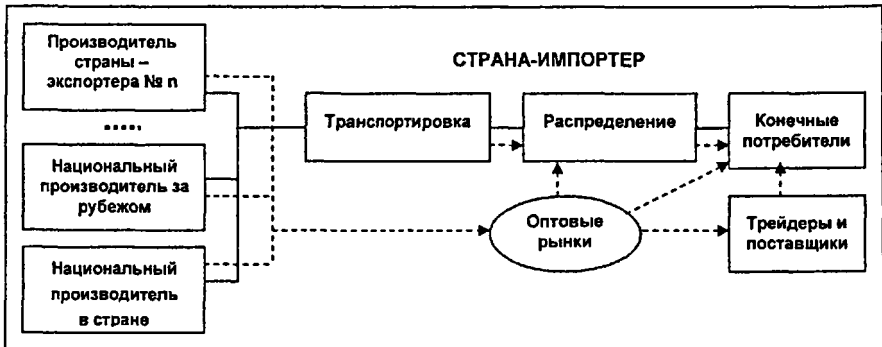 Производитель
страны –
экспортера № n
.....
Национальный
производитель за
рубежом
Национальный
производитель
в стране
СТРАНА-ИМПОРТЕР
Транспортировка
Распределение
Конечные
потребители
Оптовые
рынки
Трейдеры и
поставщики